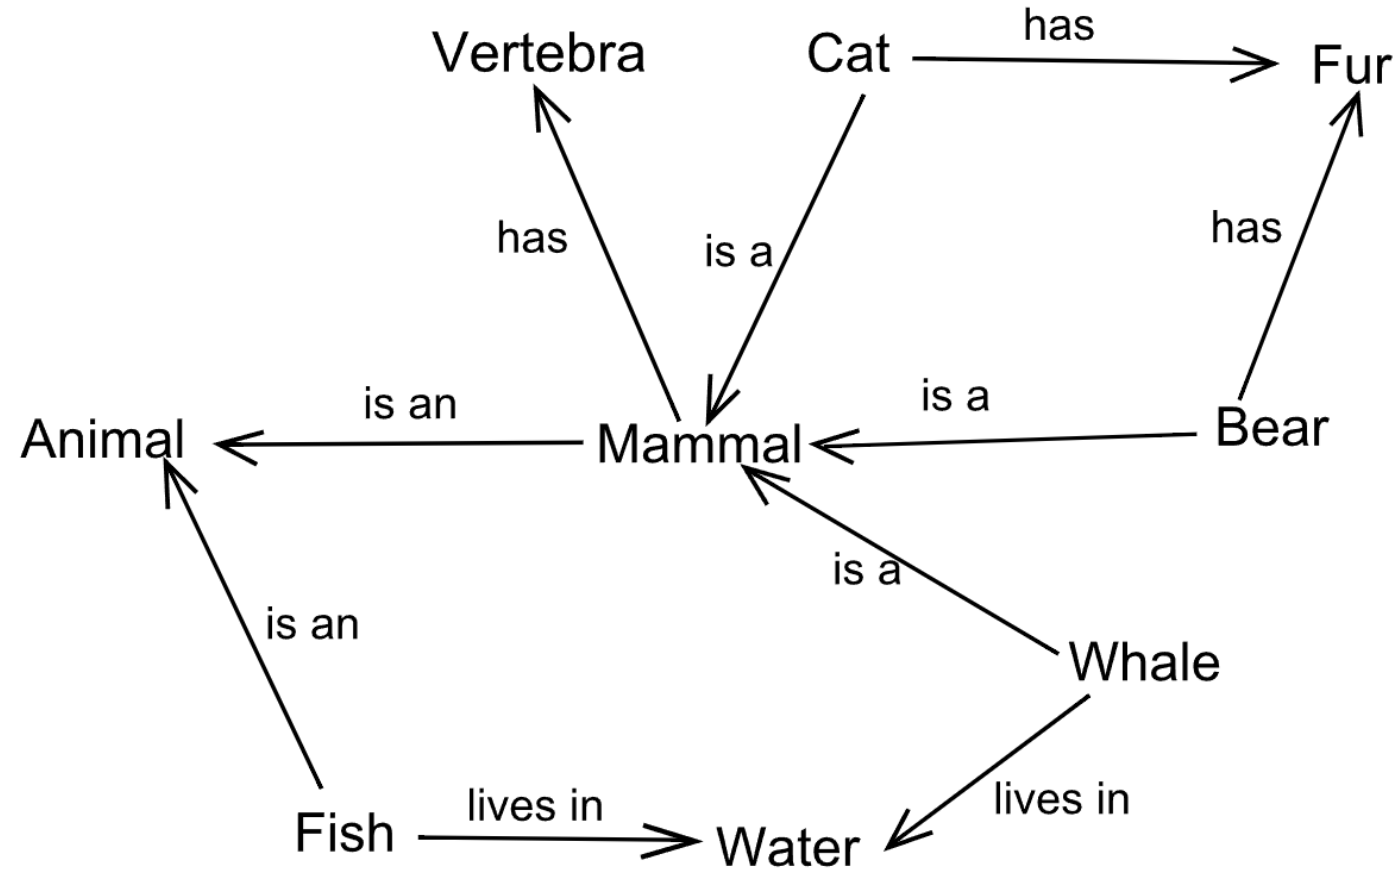 Vertebra
Cat
has
Fur
has
is a
has
Animal
is an
Mammal
is a
Bear
is an
is a
Whale
Fish
lives in
Water
lives in